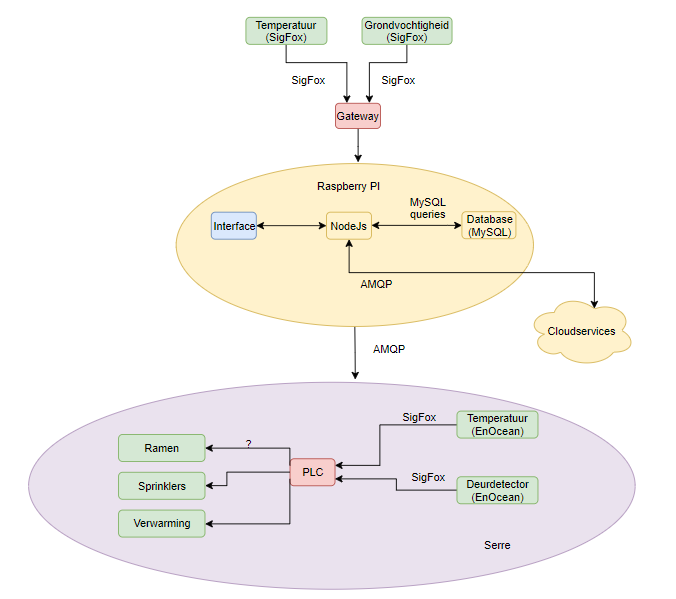 Temperatuur
(SigFox)
Grondvochtigheid
(SigFox)
SigFox
SigFox
Gateway
Raspberry PI
Interface
NodeJs
MySQL
queries
Database
(MySQL)
AMQP
Cloudservices
AMQP
Ramen
?
SigFox
Temperatuur
(EnOcean)
Sprinklers
PLC
SigFox
Deurdetector
(EnOcean)
Verwarming
Serre